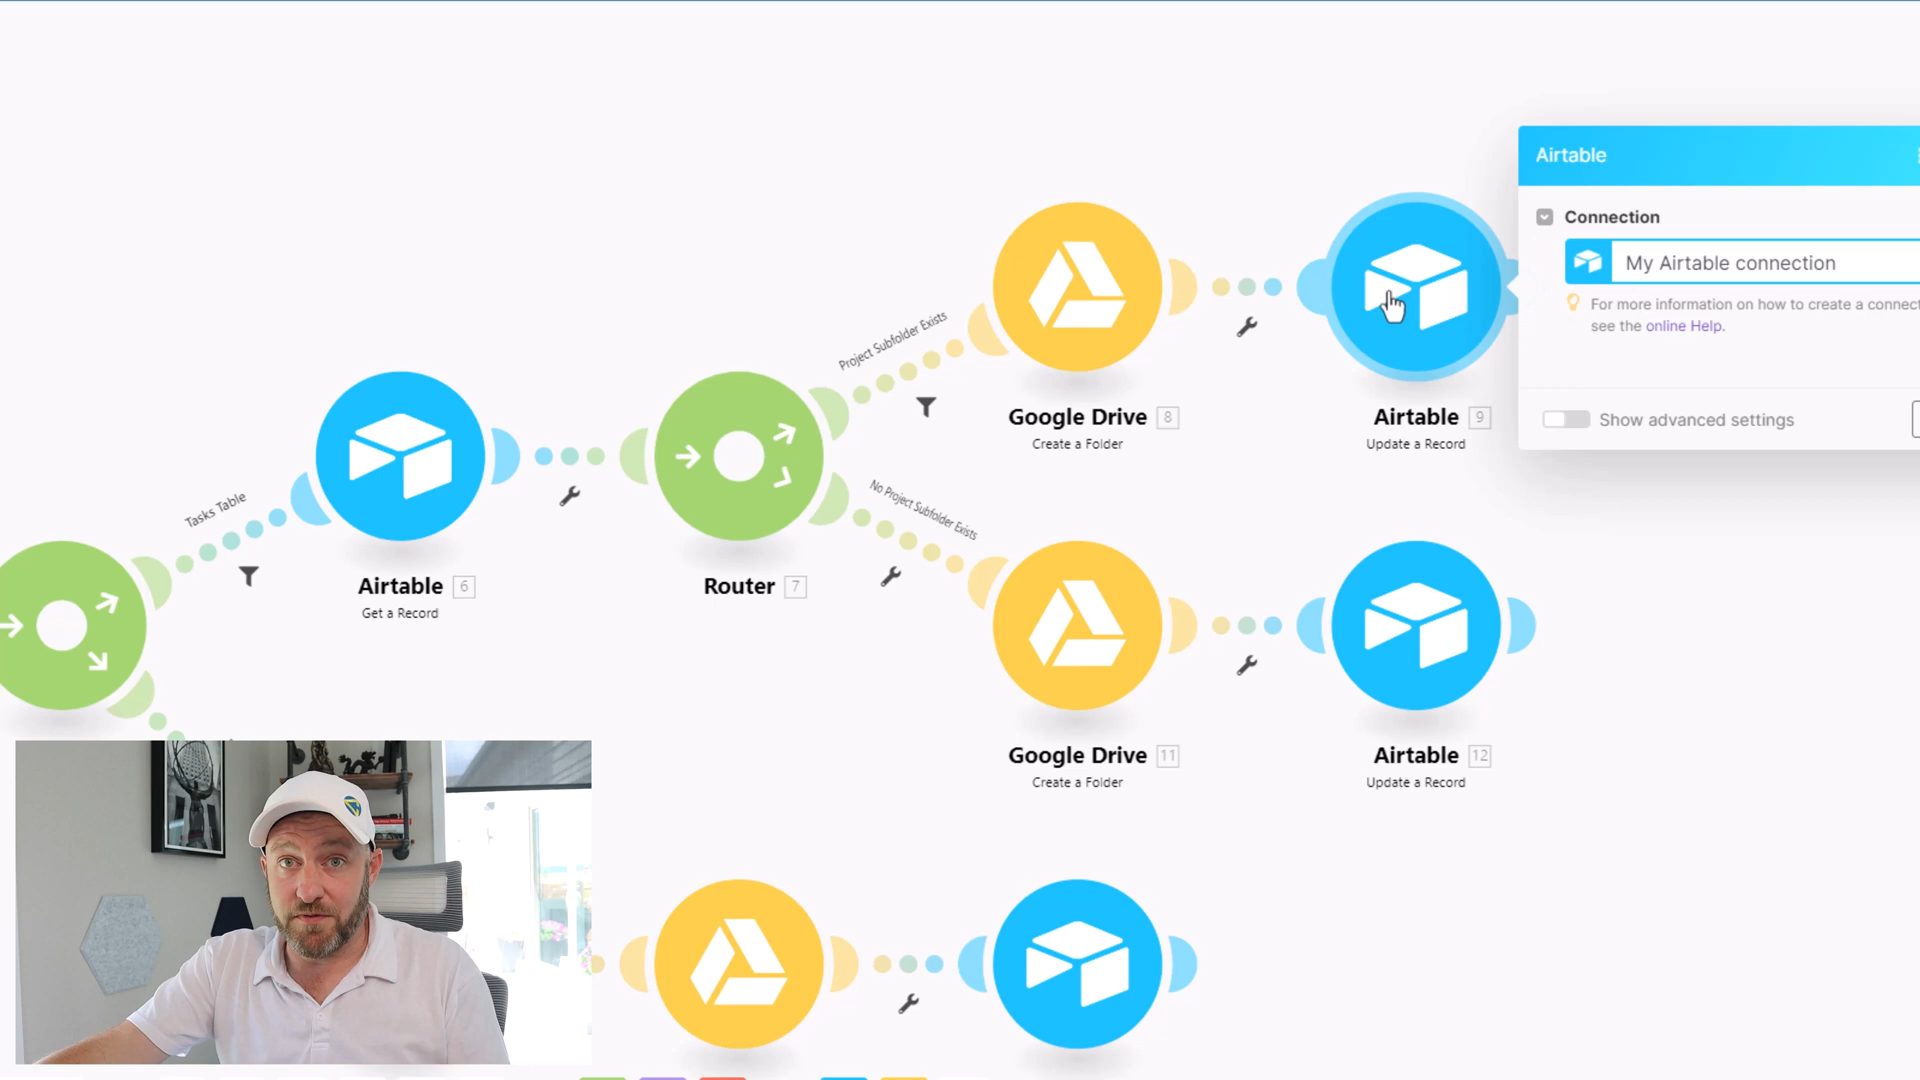 Airtable
Connection
My Airtable connection
For more information on how to create a connect
see the online Help.
Show advanced settings
Project Subfolder Exists
Google Drive 8
Create a Folder
Airtable 9
Update a Record
Tasks Table
No Project Subfolder Exists
Airtable 6
Get a Record
Router 7
Google Drive 11
Create a Folder
Airtable 12
Update a Record